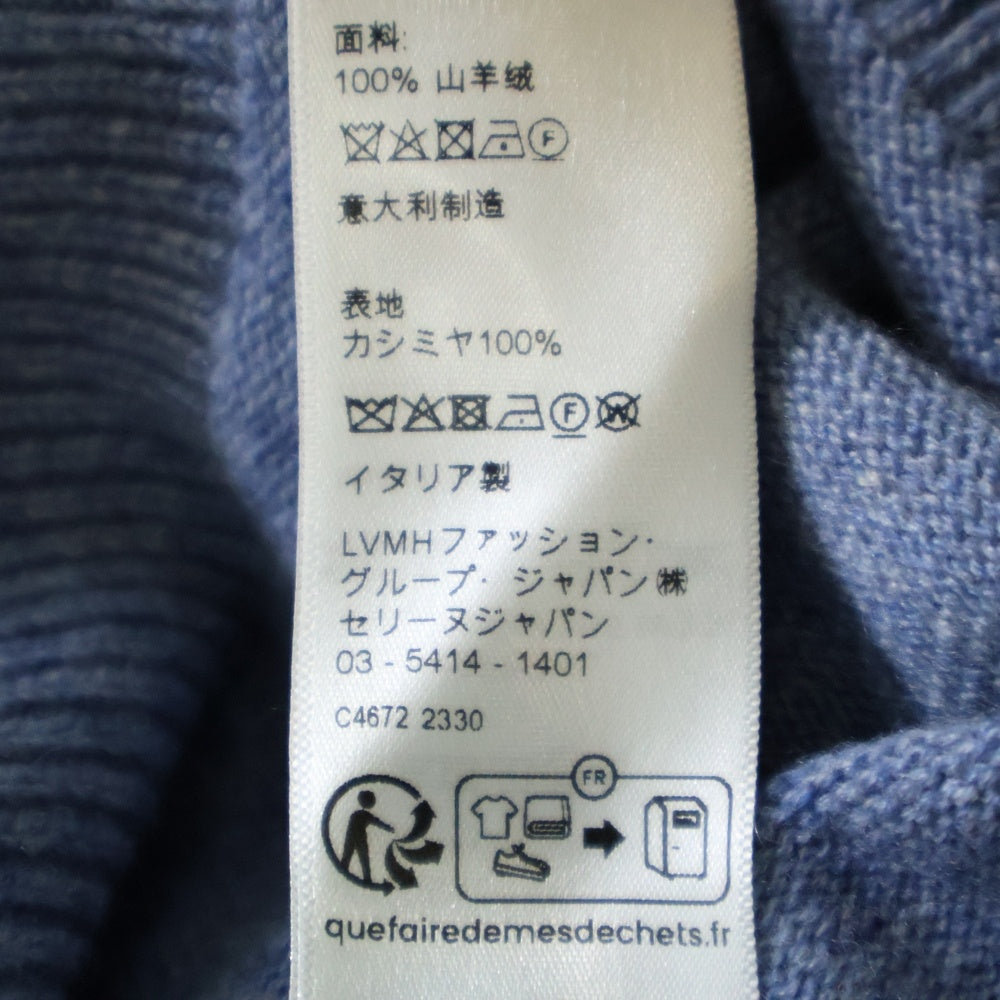 面料:
100% 山羊绒
F
意大利制造
表地
カシミヤ100%
F W
イタリア製
LVMHファッション・
グループ・ジャパン㈱
セリーヌジャパン
03 - 5414 - 1401
C4672 2330
FR
quefairedemesdechets.fr